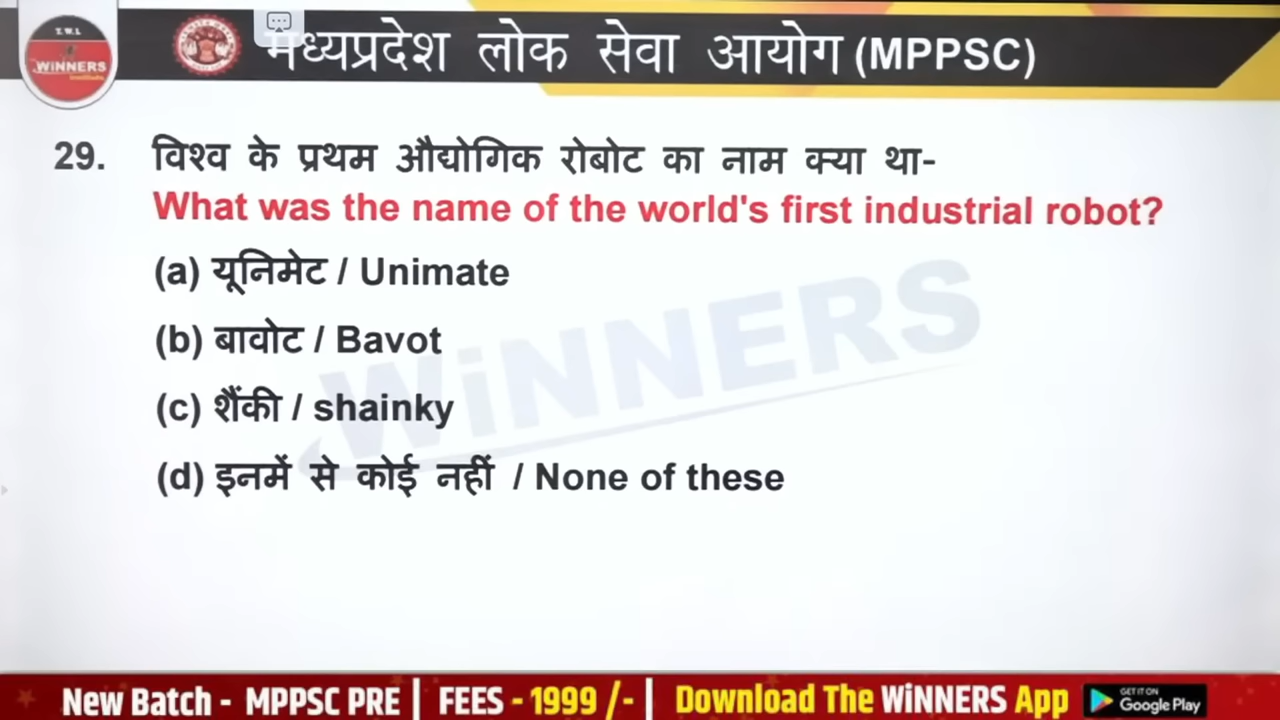 T.W.I.
WiNNERS
institute
मध्यप्रदेश लोक सेवा आयोग (MPPSC)
29. विश्व के प्रथम औद्योगिक रोबोट का नाम क्या था-
What was the name of the world's first industrial robot?
(a) यूनिमेट / Unimate
(b) बावोट / Bavot
(c) शैंकी / shainky
(d) इनमें से कोई नहीं / None of these
WiNNERS
New Batch - MPPSC PRE | FEES - 1999 /- | Download The WiNNERS App
GET IT ON
Google Play